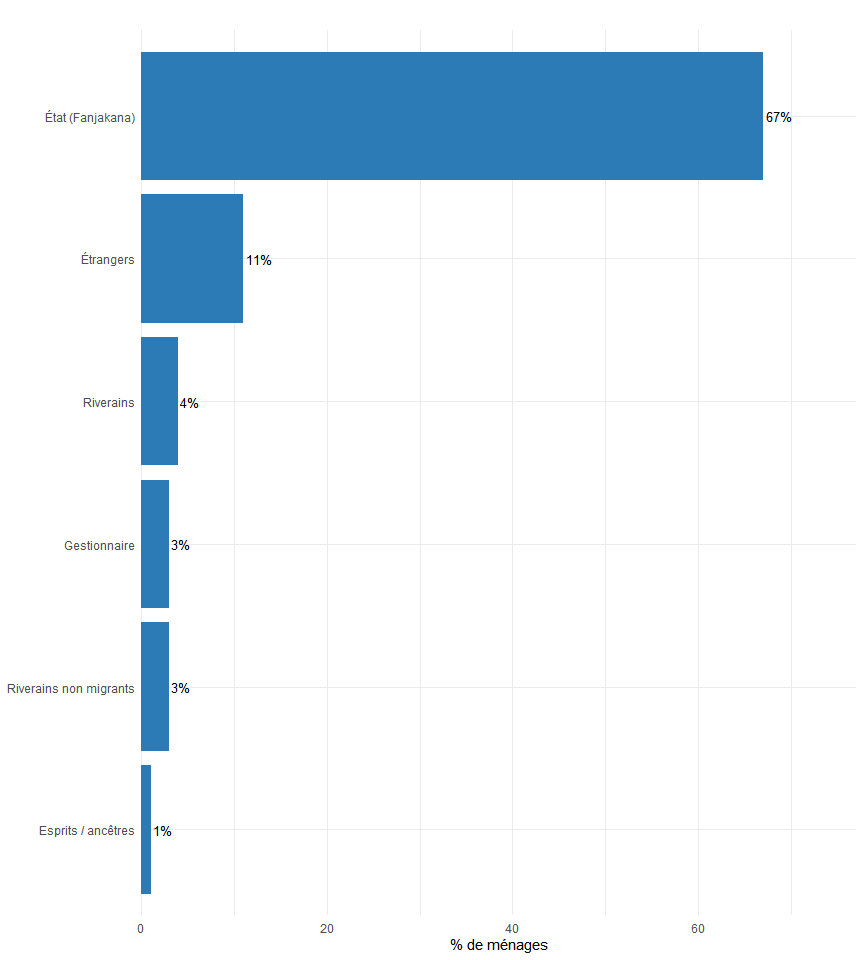 État (Fanjakana)
67%
Étrangers
11%
Riverains
4%
Gestionnaire
3%
Riverains non migrants
3%
Esprits / ancêtres
1%
0
20
40
60
% de ménages